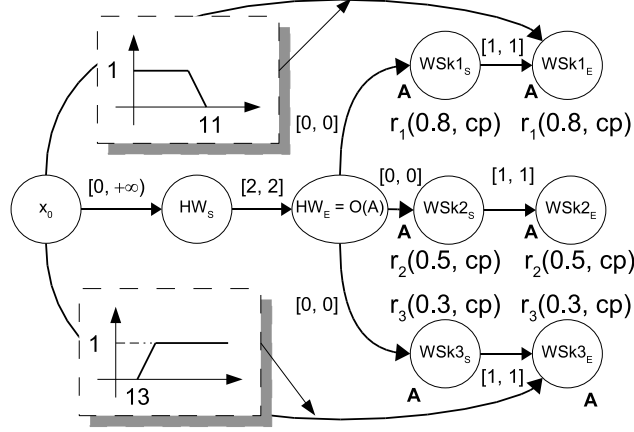 1
11
[0, 0]
WSk1S
[1, 1]
WSk1E
A
A
r1(0.8, cp)
r1(0.8, cp)
x0
[0, +∞)
HWS
[2, 2]
HWE = O(A)
[0, 0]
WSk2S
[1, 1]
WSk2E
A
A
r2(0.5, cp)
r2(0.5, cp)
[0, 0]
r3(0.3, cp)
r3(0.3, cp)
WSk3S
[1, 1]
WSk3E
A
A
1
13